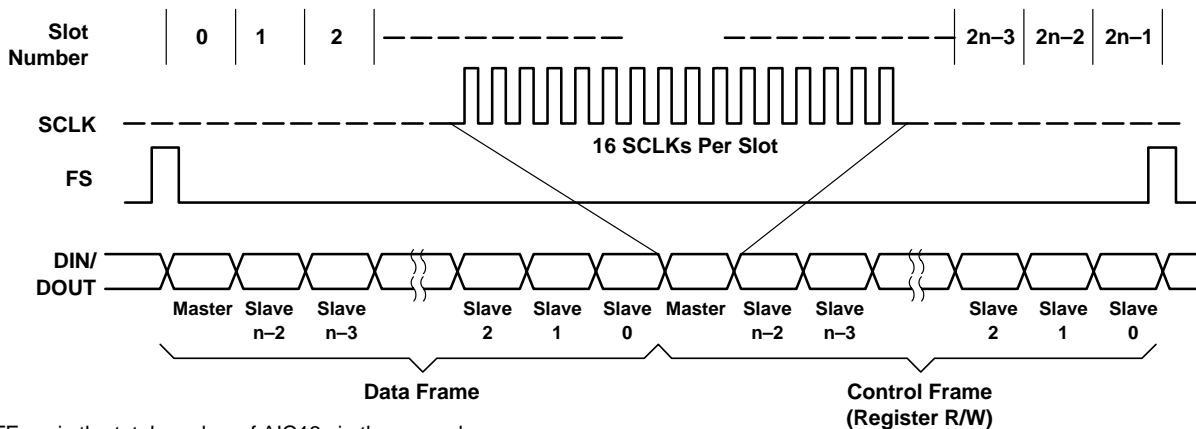 Slot Number 0 1 2 2n–3 2n–2 2n–1
SCLK
16 SCLKs Per Slot
FS
DIN/
DOUT
Master Slave n–2 Slave n–3 Slave 2 Slave 1 Slave 0 Master Slave n–2 Slave n–3 Slave 2 Slave 1 Slave 0
Data Frame
Control Frame
(Register R/W)